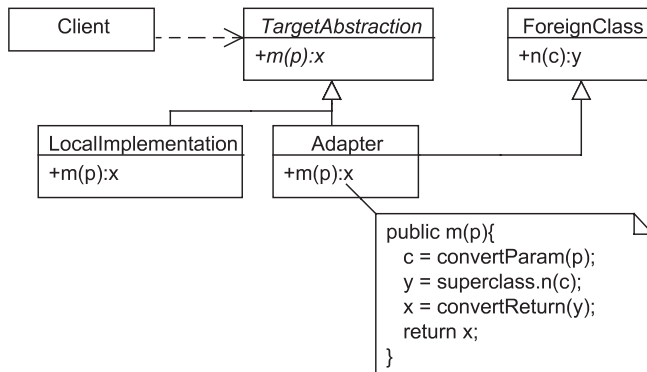 Client
TargetAbstraction
+m(p):x
ForeignClass
+n(c):y
LocalImplementation
+m(p):x
Adapter
+m(p):x
public m(p){
c = convertParam(p);
y = superclass.n(c);
x = convertReturn(y);
return x;
}